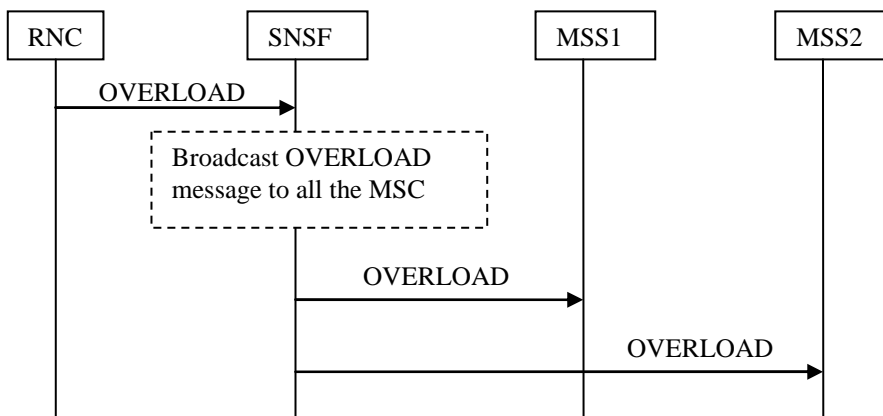 RNC SNSF MSS1 MSS2
OVERLOAD
Broadcast OVERLOAD
message to all the MSC
OVERLOAD
OVERLOAD